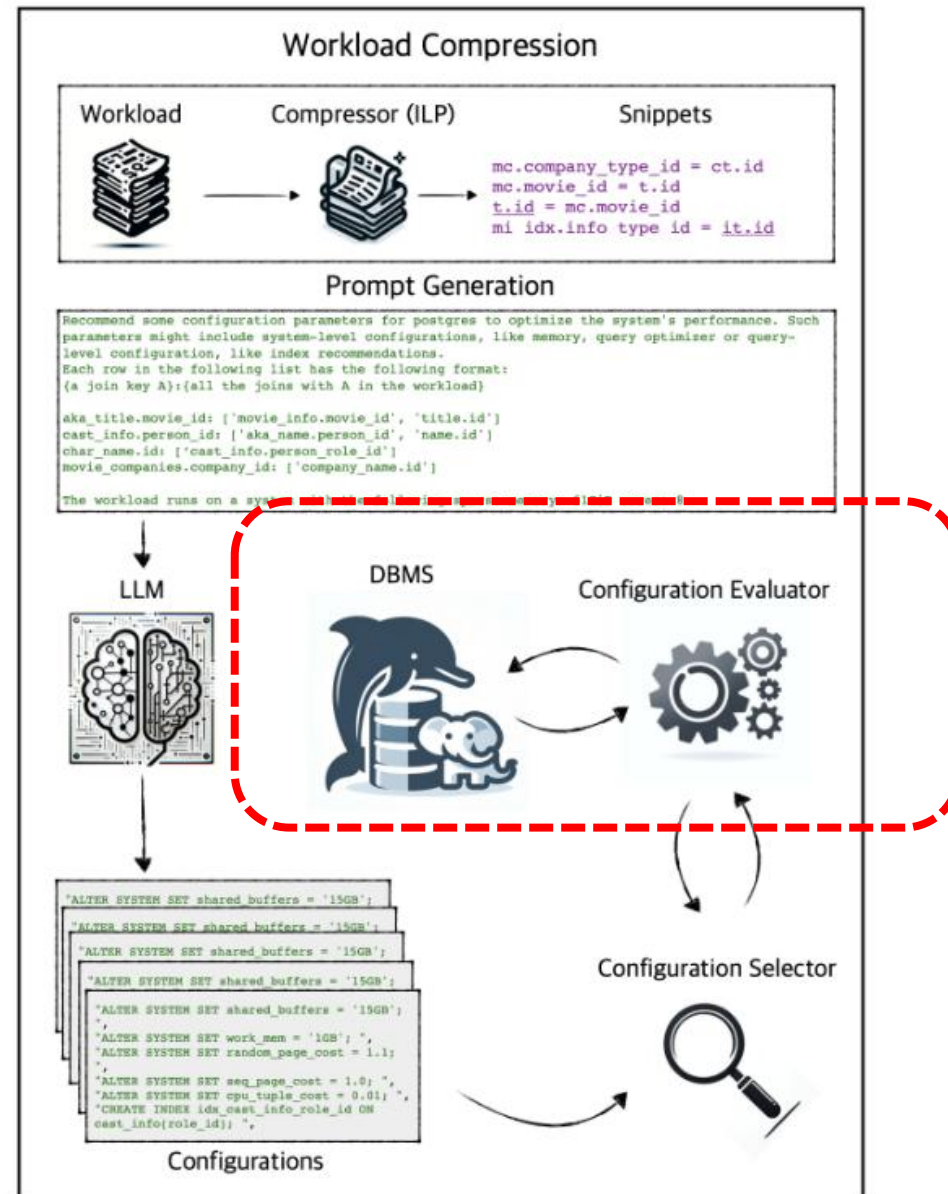 Workload Compression
Workload
Compressor (ILP)
Snippets
mc.company_type_id = ct.id
mc.movie_id = t.id
t.id = mc.movie_id
mi idx.info type id = it.id
Prompt Generation
Recommend some configuration parameters for postgres to optimize the system's performance. Such
parameters might include system-level configurations, like memory, query optimizer or query-
level configuration, like index recommendations.
Each row in the following list has the following format:
{a join key A}:{all the joins with A in the workload}
aka_title.movie_id: ['movie_info.movie_id', 'title.id']
cast_info.person_id: ['aka_name.person_id', 'name.id']
char_name.id: ['cast_info.person_role_id']
movie_companies.company_id: ['company_name.id']
The workload runs on a system with the following
LLM
DBMS
Configuration Evaluator
"ALTER SYSTEM SET shared_buffers = '15GB';
"ALTER SYSTEM SET shared_buffers = '15GB';
"ALTER SYSTEM SET shared_buffers = '15GB';
"ALTER SYSTEM SET shared_buffers = '15GB';
"ALTER SYSTEM SET shared_buffers = '15GB';
",
"ALTER SYSTEM SET work_mem = '1GB'; ",
"ALTER SYSTEM SET random_page_cost = 1.1;
",
"ALTER SYSTEM SET seq_page_cost = 1.0; ",
"ALTER SYSTEM SET cpu_tuple_cost = 0.01; ",
"CREATE INDEX idx_cast_info_role_id ON
cast_info(role_id); ",
Configuration Selector
Configurations